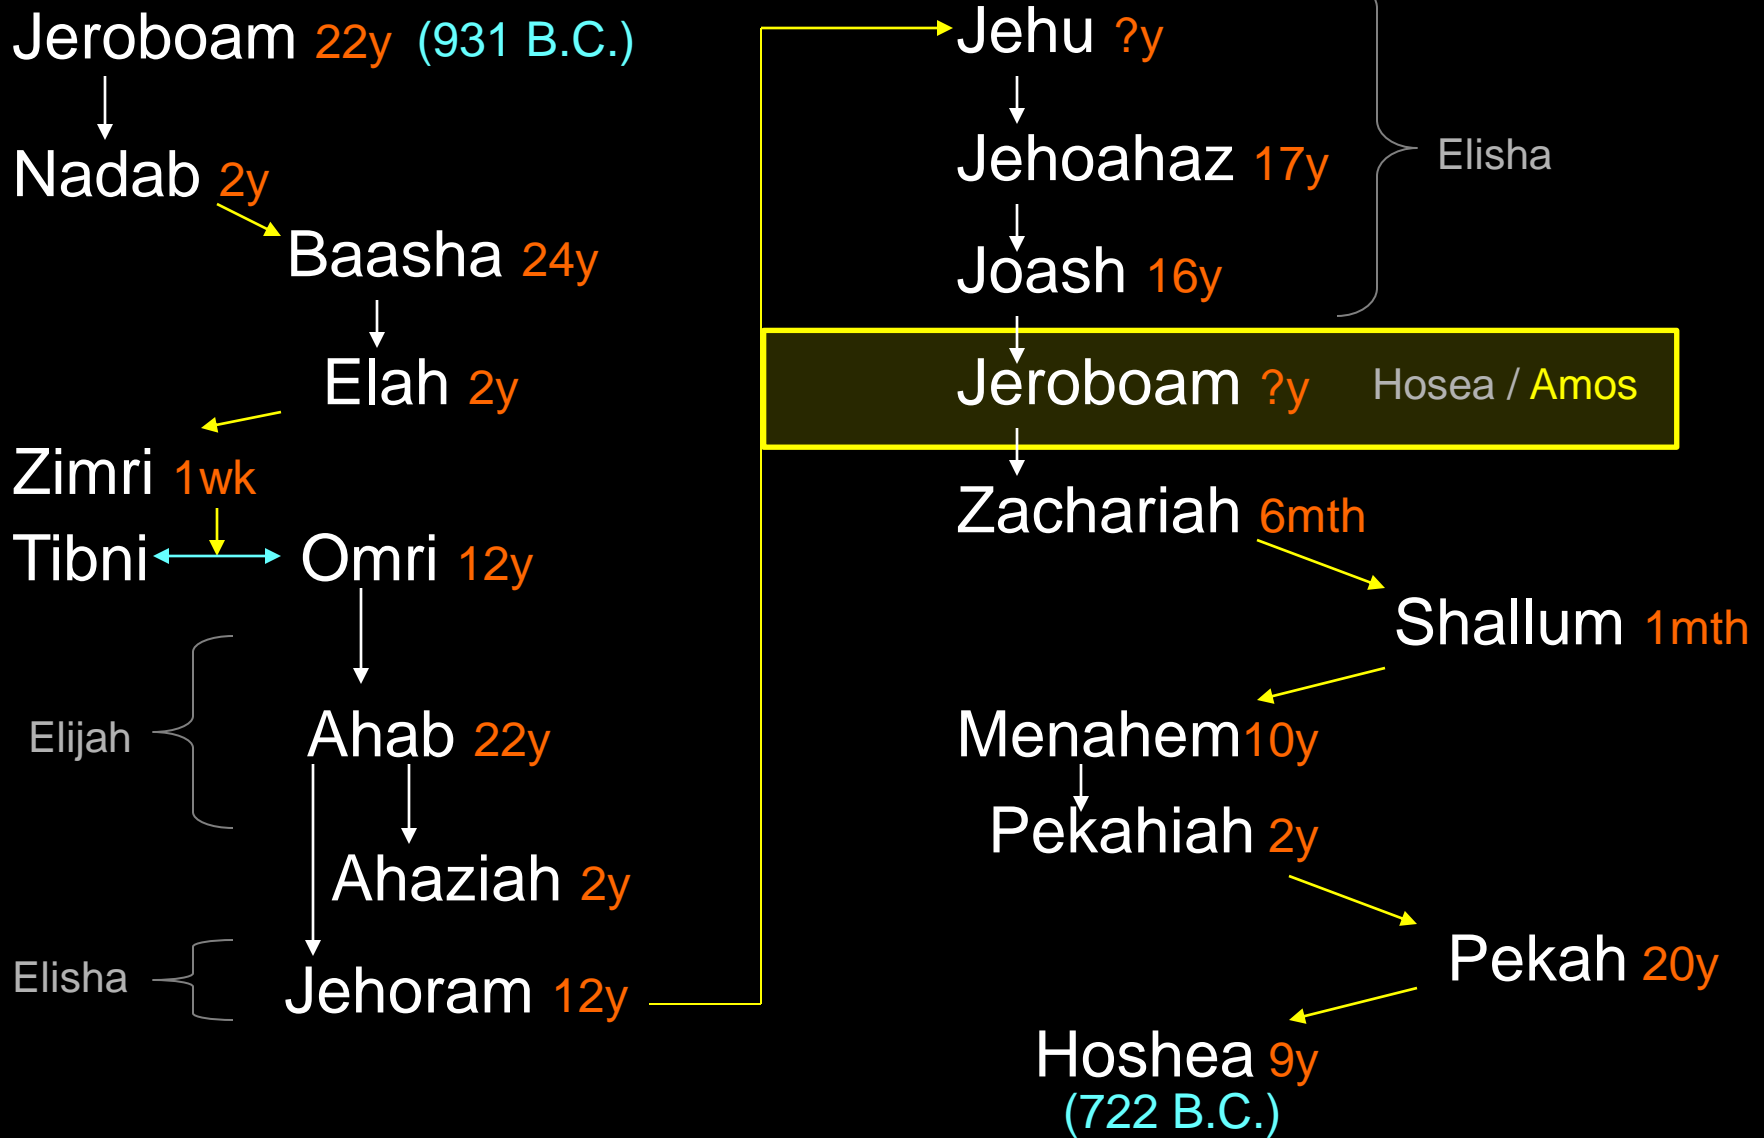 Jeroboam 22y (931 B.C.)
Nadab 2y
Baasha 24y
Elah 2y
Zimri 1wk
Tibni Omri 12y
Elijah
Ahab 22y
Ahaziah 2y
Elisha
Jehoram 12y
Jehu ?y
Jehoahaz 17y
Elisha
Joash 16y
Jeroboam ?y Hosea / Amos
Zachariah 6mth
Shallum 1mth
Menahem10y
Pekahiah 2y
Pekah 20y
Hoshea 9y
(722 B.C.)